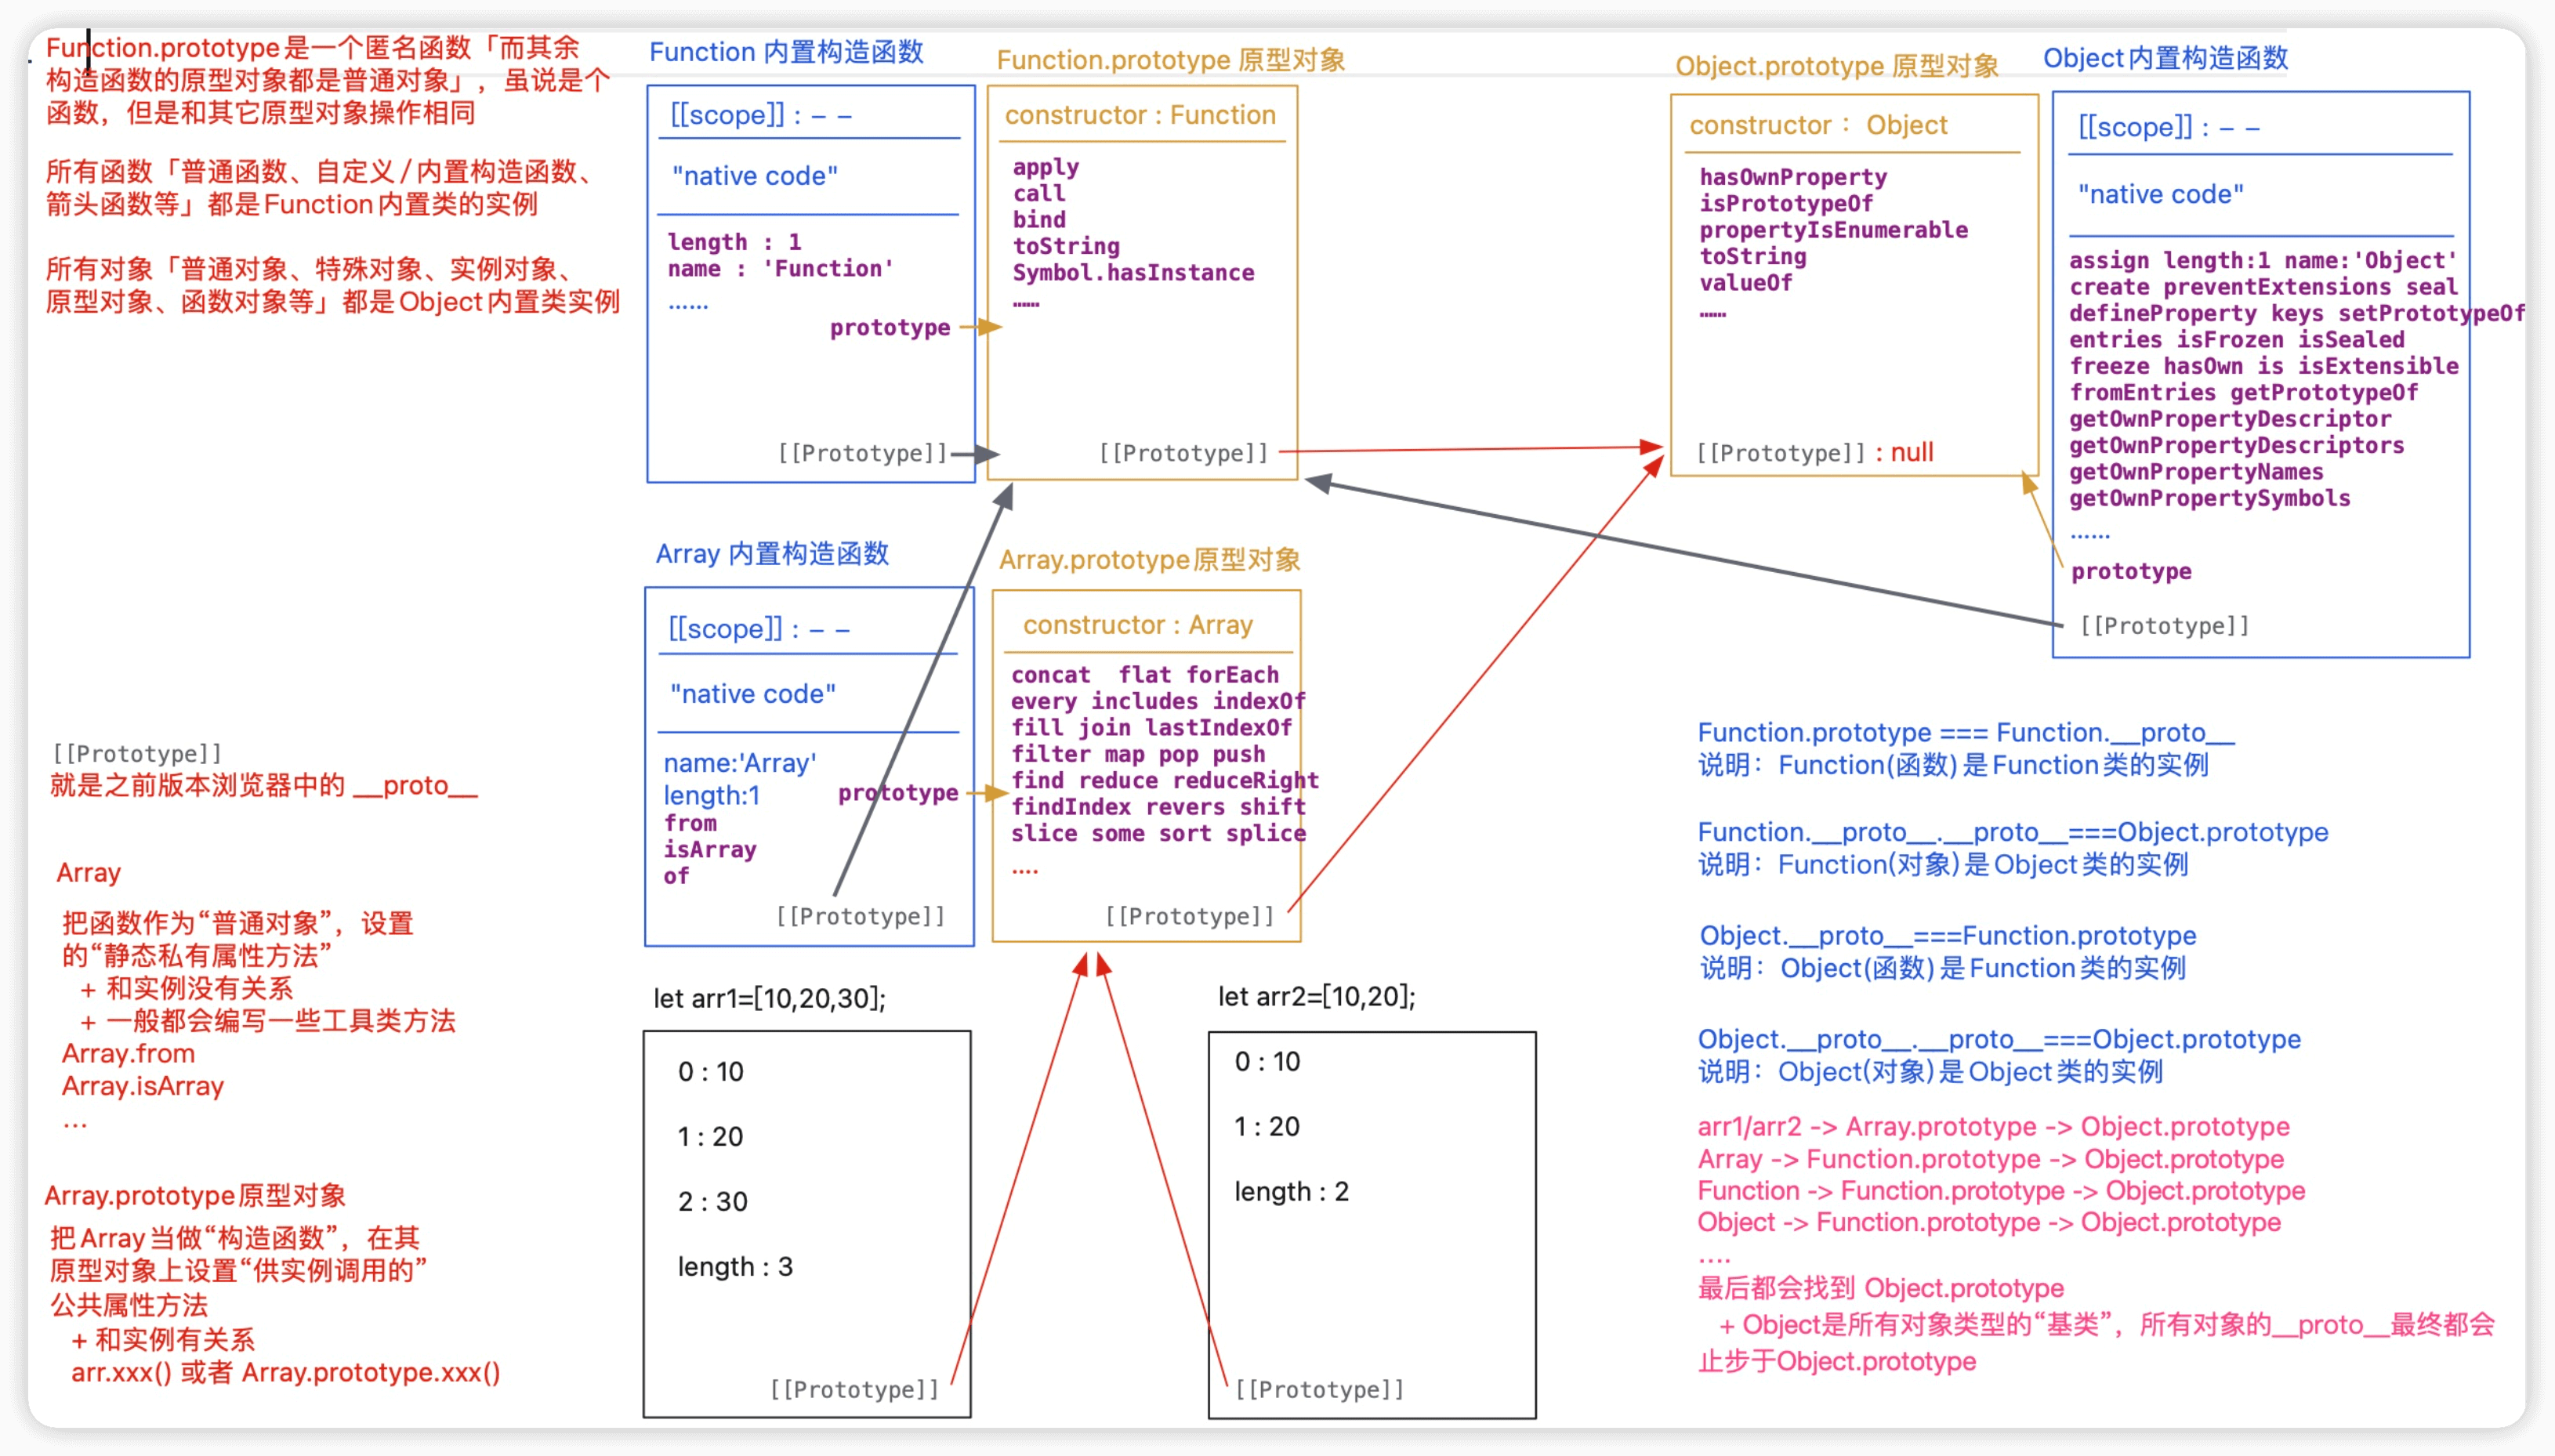 Function.prototype是一个匿名函数「而其余
构造函数的原型对象都是普通对象」，虽说是个
函数，但是和其它原型对象操作相同
所有函数「普通函数、自定义/内置构造函数、
箭头函数等」都是Function内置类的实例
所有对象「普通对象、特殊对象、实例对象、
原型对象、函数对象等」都是Object内置类实例
[[Prototype]]
就是之前版本浏览器中的 __proto__
Array
把函数作为“普通对象”，设置
的“静态私有属性方法”
+ 和实例没有关系
+ 一般都会编写一些工具类方法
Array.from
Array.isArray
...
Array.prototype原型对象
把Array当做“构造函数”，在其
原型对象上设置“供实例调用的”
公共属性方法
+ 和实例有关系
arr.xxx() 或者 Array.prototype.xxx()
Function 内置构造函数
[[scope]] : – –
"native code"
length : 1
name : 'Function'
......
prototype
[[Prototype]]
Function.prototype 原型对象
constructor : Function
apply
call
bind
toString
Symbol.hasInstance
……
[[Prototype]]
Object.prototype 原型对象
constructor： Object
hasOwnProperty
isPrototypeOf
propertyIsEnumerable
toString
valueOf
……
[[Prototype]] : null
Object内置构造函数
[[scope]] : – –
"native code"
assign length:1 name:'Object'
create preventExtensions seal
defineProperty keys setPrototypeOf
entries isFrozen isSealed
freeze hasOwn is isExtensible
fromEntries getPrototypeOf
getOwnPropertyDescriptor
getOwnPropertyDescriptors
getOwnPropertyNames
getOwnPropertySymbols
......
prototype
[[Prototype]]
Array 内置构造函数
[[scope]] : – –
"native code"
name:'Array'
length:1
from
isArray
of
prototype
[[Prototype]]
Array.prototype原型对象
constructor : Array
concat  flat forEach
every includes indexOf
fill join lastIndexOf
filter map pop push
find reduce reduceRight
findIndex revers shift
slice some sort splice
....
[[Prototype]]
let arr1=[10,20,30];
0 : 10
1 : 20
2 : 30
length : 3
[[Prototype]]
let arr2=[10,20];
0 : 10
1 : 20
length : 2
[[Prototype]]
Function.prototype === Function.__proto__
说明：Function(函数)是Function类的实例
Function.__proto__.__proto__===Object.prototype
说明：Function(对象)是Object类的实例
Object.__proto__===Function.prototype
说明：Object(函数)是Function类的实例
Object.__proto__.__proto__===Object.prototype
说明：Object(对象)是Object类的实例
arr1/arr2 -> Array.prototype -> Object.prototype
Array -> Function.prototype -> Object.prototype
Function -> Function.prototype -> Object.prototype
Object -> Function.prototype -> Object.prototype
....
最后都会找到 Object.prototype
+ Object是所有对象类型的“基类”，所有对象的__proto__最终都会
止步于Object.prototype